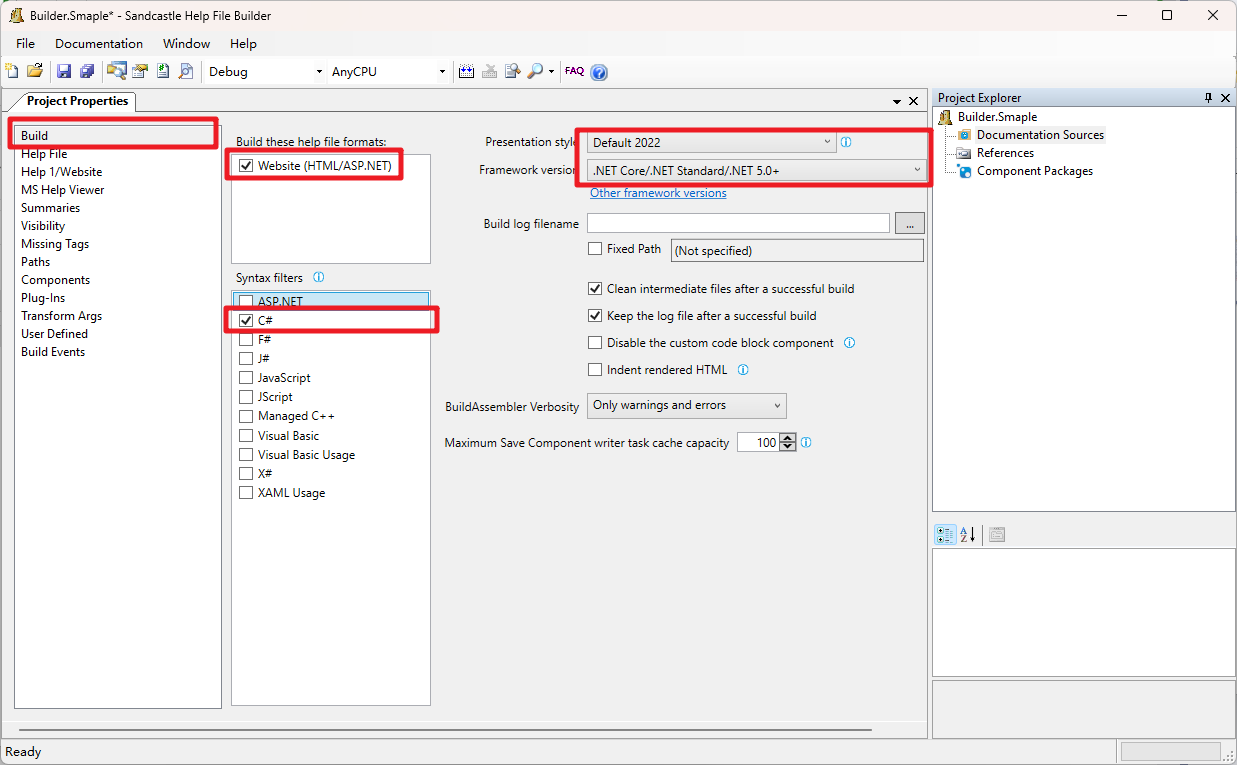 Builder.Smaple* - Sandcastle Help File Builder
File Documentation Window Help
Debug AnyCPU FAQ
Project Properties
Build
Help File
Help 1/Website
MS Help Viewer
Summaries
Visibility
Missing Tags
Paths
Components
Plug-Ins
Transform Args
User Defined
Build Events
Build these help file formats:
Website (HTML/ASP.NET)
Syntax filters
ASP.NET
C#
F#
J#
JavaScript
JScript
Managed C++
Visual Basic
Visual Basic Usage
X#
XAML Usage
Presentation style Default 2022
Framework version .NET Core/.NET Standard/.NET 5.0+
Other framework versions
Build log filename ...
Fixed Path (Not specified)
Clean intermediate files after a successful build
Keep the log file after a successful build
Disable the custom code block component
Indent rendered HTML
BuildAssembler Verbosity Only warnings and errors
Maximum Save Component writer task cache capacity 100
Project Explorer
Builder.Smaple
Documentation Sources
References
Component Packages
Ready